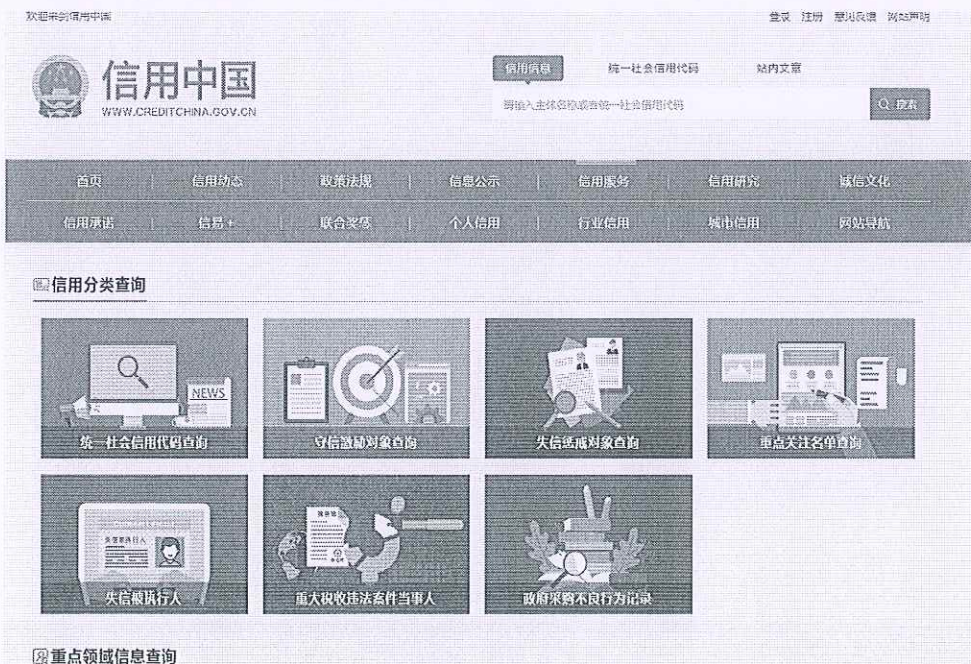 欢迎来到信用中国
登录 注册 意见反馈 网站声明
信用中国
WWW.CREDITCHINA.GOV.CN
信用信息 统一社会信用代码 站内文章
请输入主体名称或者统一社会信用代码 搜索
首页 信用动态 政策法规 信息公示 信用服务 信用研究 诚信文化
信用承诺 信易+ 联合奖惩 个人信用 行业信用 城市信用 网站导航
信用分类查询
NEWS
统一社会信用代码查询 守信激励对象查询 失信惩戒对象查询 重点关注名单查询
失信被执行人
失信被执行人 重大税收违法案件当事人 政府采购不良行为记录
重点领域信息查询